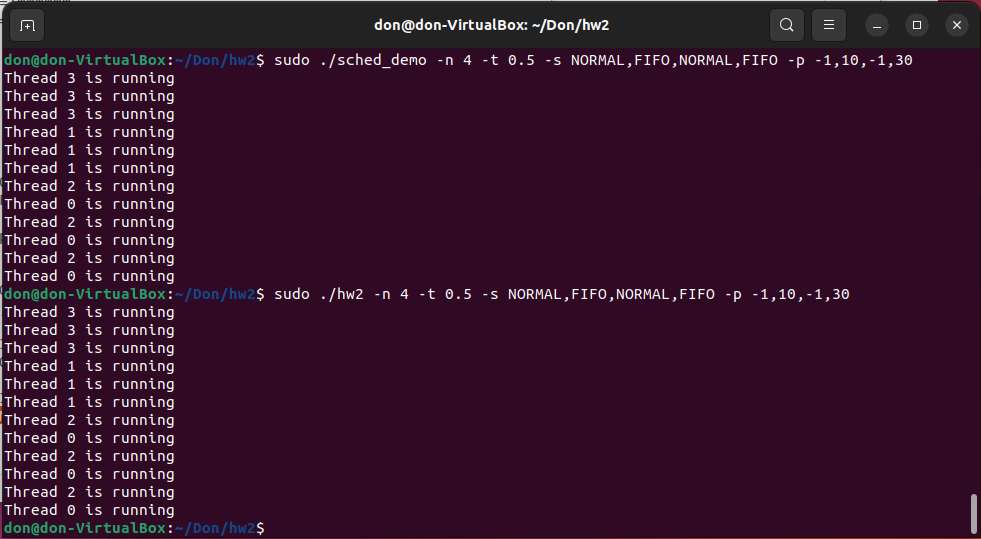 don@don-VirtualBox: ~/Don/hw2
don@don-VirtualBox:~/Don/hw2$ sudo ./sched_demo -n 4 -t 0.5 -s NORMAL,FIFO,NORMAL,FIFO -p -1,10,-1,30
Thread 3 is running
Thread 3 is running
Thread 3 is running
Thread 1 is running
Thread 1 is running
Thread 1 is running
Thread 2 is running
Thread 0 is running
Thread 2 is running
Thread 0 is running
Thread 2 is running
Thread 0 is running
don@don-VirtualBox:~/Don/hw2$ sudo ./hw2 -n 4 -t 0.5 -s NORMAL,FIFO,NORMAL,FIFO -p -1,10,-1,30
Thread 3 is running
Thread 3 is running
Thread 3 is running
Thread 1 is running
Thread 1 is running
Thread 1 is running
Thread 2 is running
Thread 0 is running
Thread 2 is running
Thread 0 is running
Thread 2 is running
Thread 0 is running
don@don-VirtualBox:~/Don/hw2$